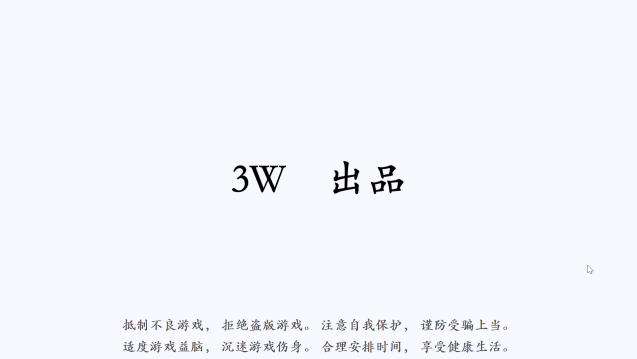 3W 出品
抵制不良游戏，拒绝盗版游戏。注意自我保护，谨防受骗上当。
适度游戏益脑，沉迷游戏伤身。合理安排时间，享受健康生活。